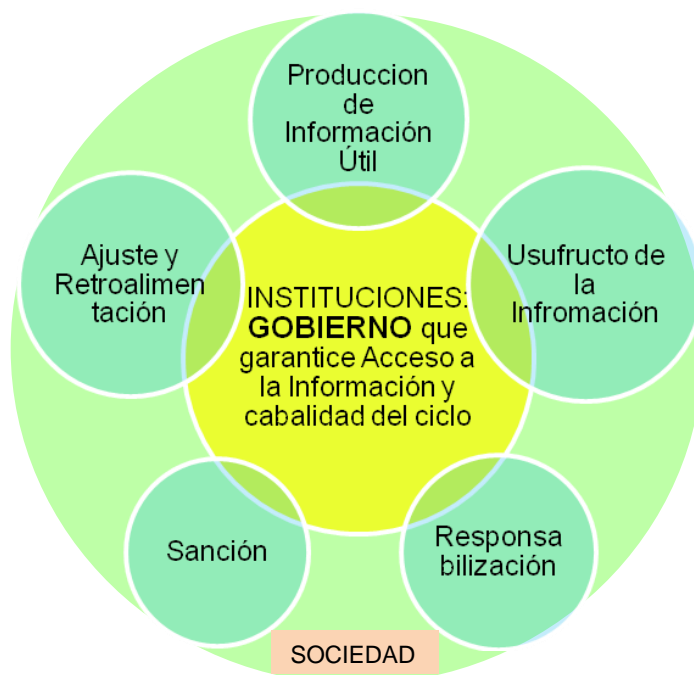 Produccion
de
Información
Útil
Ajuste y
Retroalimen
tación
Usufructo de
la
Infromación
INSTITUCIONES:
GOBIERNO que
garantice Acceso a
la Información y
cabalidad del ciclo
Sanción
Responsa
bilización
SOCIEDAD